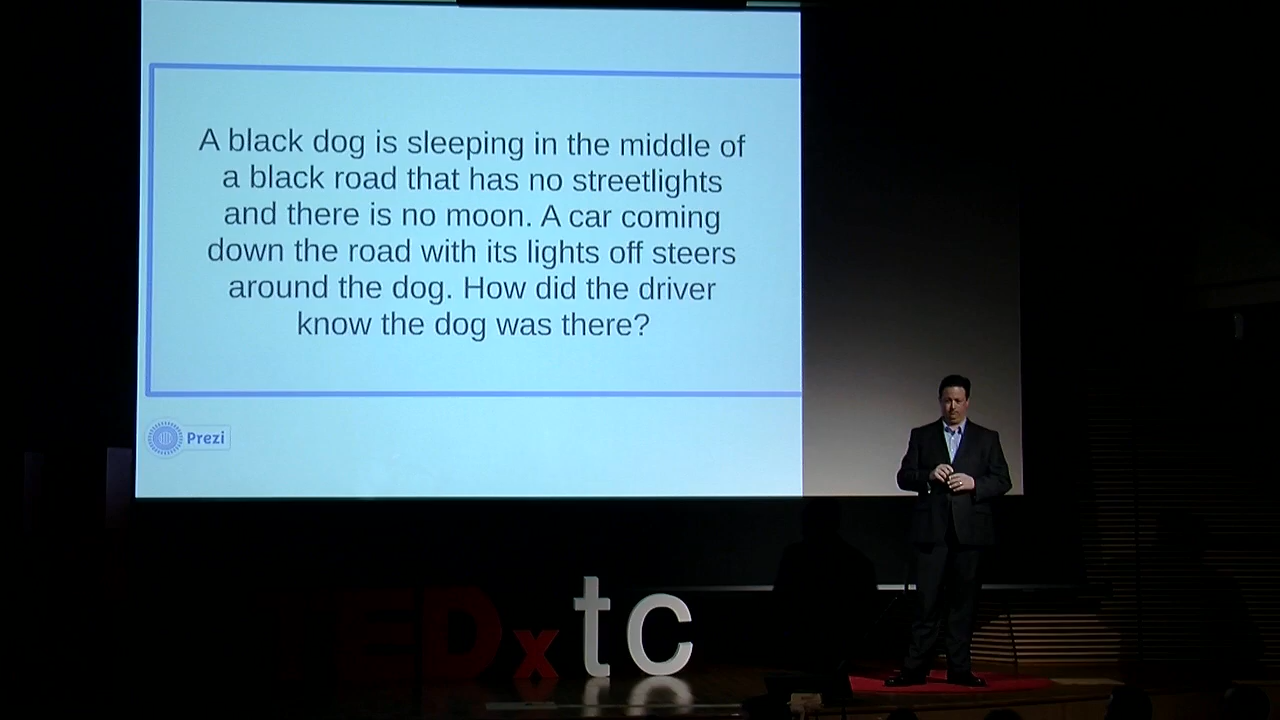 A black dog is sleeping in the middle of
a black road that has no streetlights
and there is no moon. A car coming
down the road with its lights off steers
around the dog. How did the driver
know the dog was there?
Prezi
TEDxtc